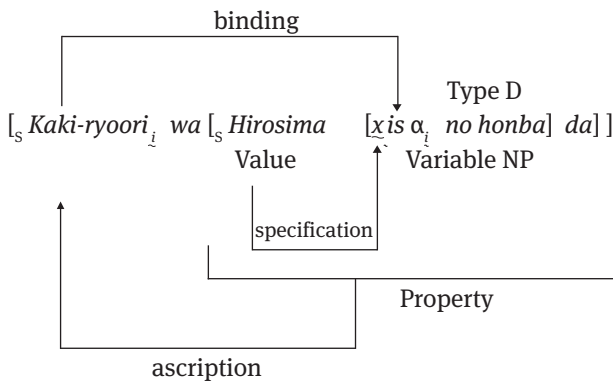 binding
Type D
[S Kaki-ryoori i wa [S Hirosima [x is α i no honba] da] ]
Value Variable NP
specification
Property
ascription